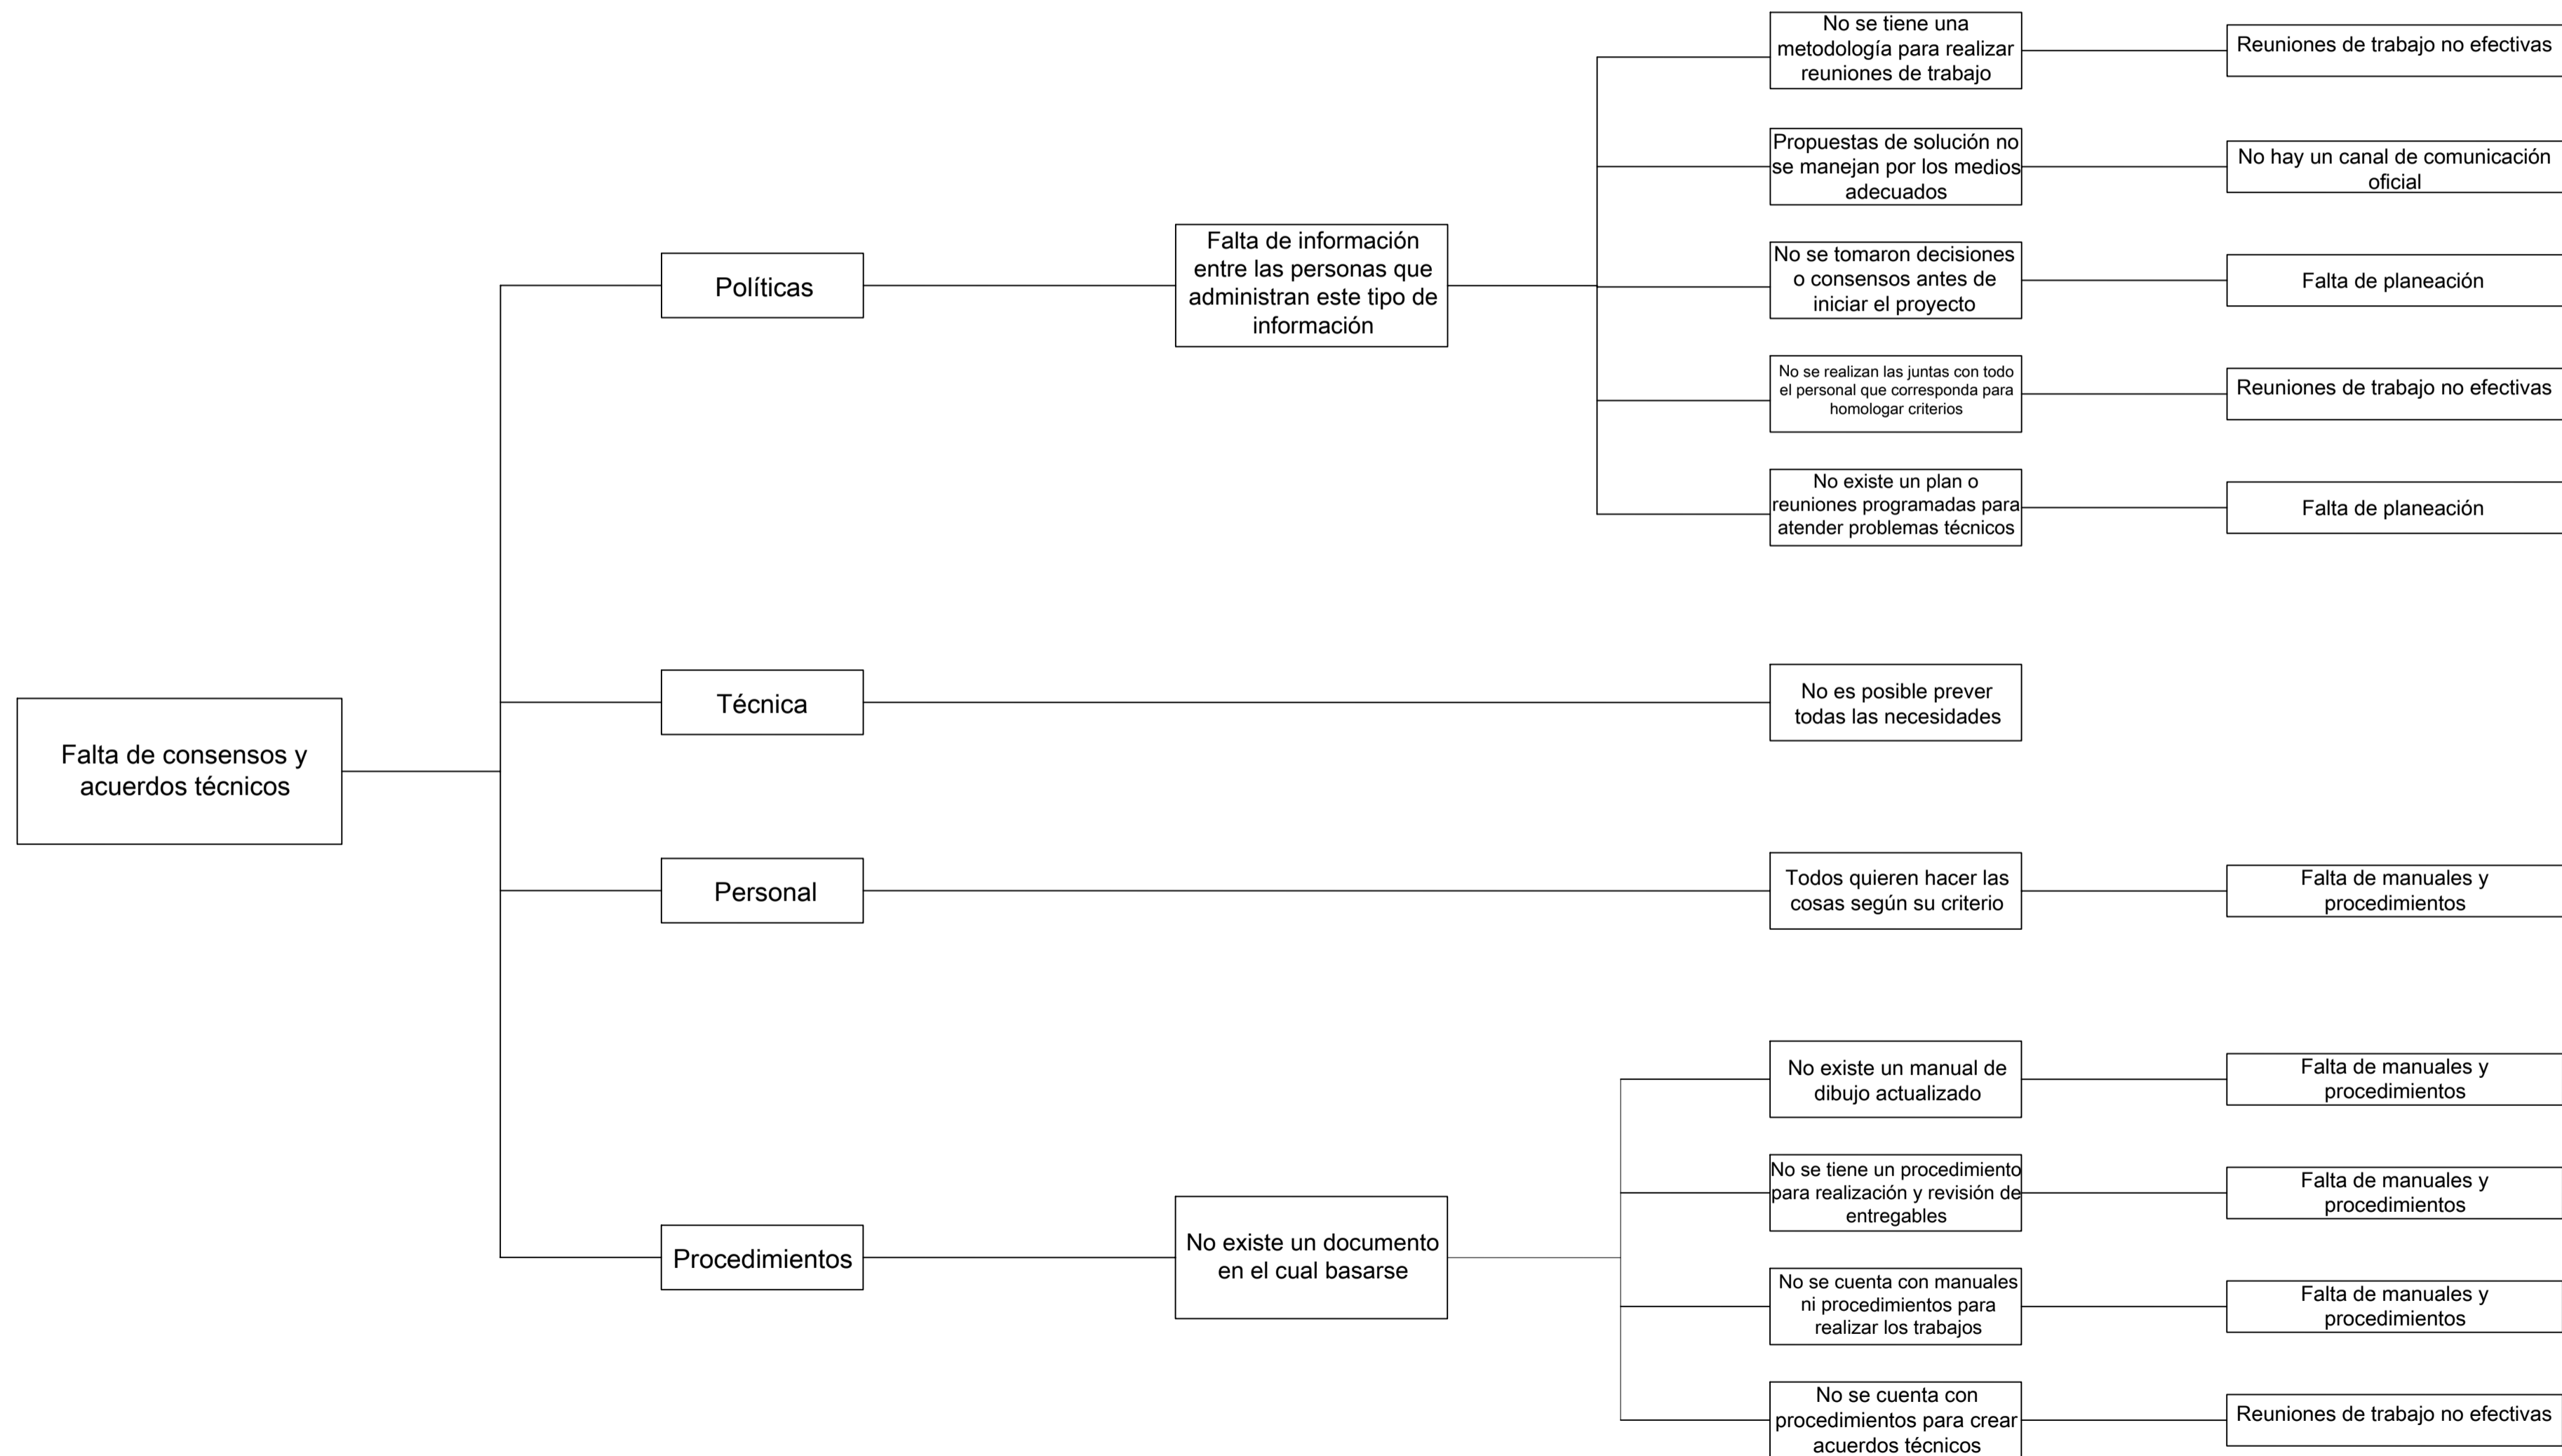 No se tiene una
metodología para realizar
reuniones de trabajo
Reuniones de trabajo no efectivas
Propuestas de solución no
se manejan por los medios
adecuados
No hay un canal de comunicación
oficial
Políticas
Falta de información
entre las personas que
administran este tipo de
información
No se tomaron decisiones
o consensos antes de
iniciar el proyecto
Falta de planeación
No se realizan las juntas con todo
el personal que corresponda para
homologar criterios
Reuniones de trabajo no efectivas
No existe un plan o
reuniones programadas para
atender problemas técnicos
Falta de planeación
Falta de consensos y
acuerdos técnicos
Técnica
No es posible prever
todas las necesidades
Personal
Todos quieren hacer las
cosas según su criterio
Falta de manuales y
procedimientos
Procedimientos
No existe un documento
en el cual basarse
No existe un manual de
dibujo actualizado
Falta de manuales y
procedimientos
No se tiene un procedimiento
para realización y revisión de
entregables
Falta de manuales y
procedimientos
No se cuenta con manuales
ni procedimientos para
realizar los trabajos
Falta de manuales y
procedimientos
No se cuenta con
procedimientos para crear
acuerdos técnicos
Reuniones de trabajo no efectivas